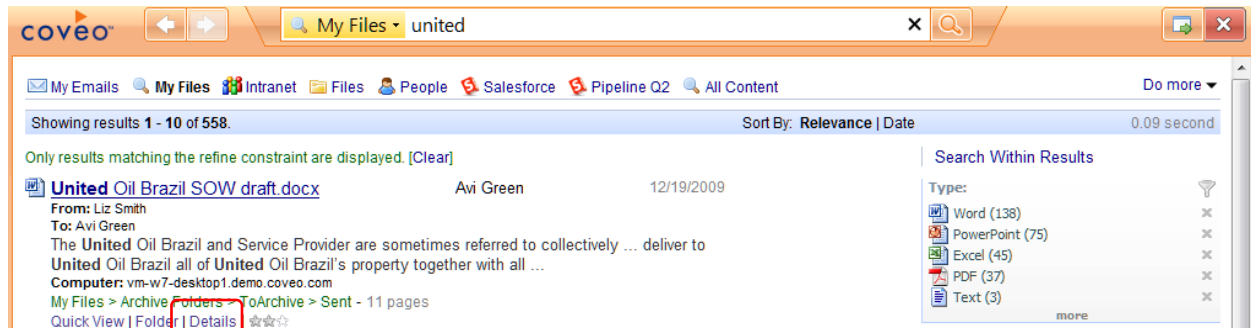 coveo™ My Files united
My Emails My Files Intranet Files People Salesforce Pipeline Q2 All Content Do more
Showing results 1 - 10 of 558. Sort By: Relevance | Date 0.09 second
Only results matching the refine constraint are displayed. [Clear]
Search Within Results
United Oil Brazil SOW draft.docx Avi Green 12/19/2009
From: Liz Smith
To: Avi Green
The United Oil Brazil and Service Provider are sometimes referred to collectively ... deliver to
United Oil Brazil all of United Oil Brazil's property together with all ...
Computer: vm-w7-desktop1.demo.coveo.com
My Files > Archive Folders > ToArchive > Sent - 11 pages
Quick View | Folder | Details
Type:
Word (138)
PowerPoint (75)
Excel (45)
PDF (37)
Text (3)
more